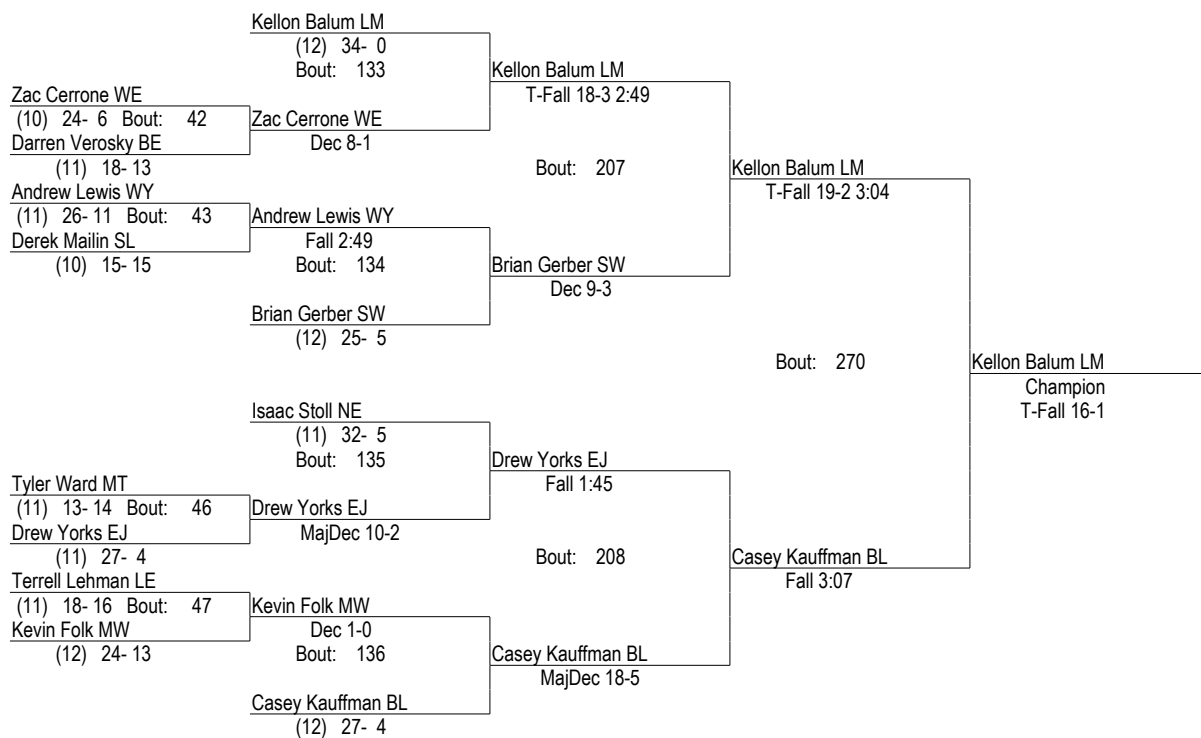 Kellon Balum LM
(12) 34- 0
Bout: 133
Kellon Balum LM
T-Fall 18-3 2:49
Zac Cerrone WE
(10) 24- 6 Bout: 42
Zac Cerrone WE
Dec 8-1
Darren Verosky BE
(11) 18- 13
Bout: 207
Kellon Balum LM
T-Fall 19-2 3:04
Andrew Lewis WY
(11) 26- 11 Bout: 43
Andrew Lewis WY
Fall 2:49
Derek Mailin SL
(10) 15- 15
Bout: 134
Brian Gerber SW
Dec 9-3
Brian Gerber SW
(12) 25- 5
Bout: 270
Kellon Balum LM
Champion
T-Fall 16-1
Isaac Stoll NE
(11) 32- 5
Bout: 135
Drew Yorks EJ
Fall 1:45
Tyler Ward MT
(11) 13- 14 Bout: 46
Drew Yorks EJ
MajDec 10-2
Drew Yorks EJ
(11) 27- 4
Bout: 208
Casey Kauffman BL
Fall 3:07
Terrell Lehman LE
(11) 18- 16 Bout: 47
Kevin Folk MW
Dec 1-0
Kevin Folk MW
(12) 24- 13
Bout: 136
Casey Kauffman BL
MajDec 18-5
Casey Kauffman BL
(12) 27- 4